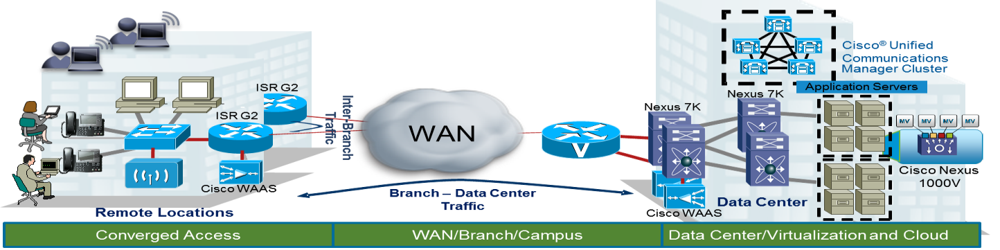 ISR G2
ISR G2
Cisco WAAS
Remote Locations
Inter-Branch
Traffic
WAN
Branch – Data Center
Traffic
V
Cisco® Unified
Communications
Manager Cluster
Application Servers
Nexus 7K
Nexus 7K
MV MV MV MV
Cisco Nexus
1000V
Cisco WAAS
Data Center
Converged Access
WAN/Branch/Campus
Data Center/Virtualization and Cloud